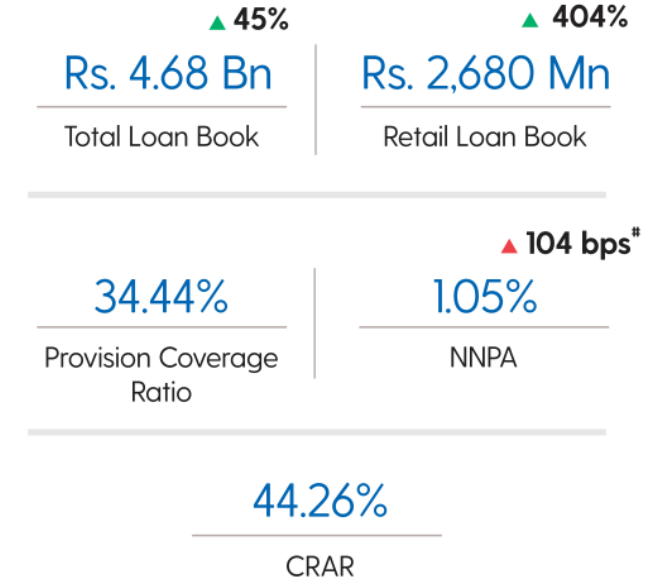 ▲ 45%
▲ 404%
Rs. 4.68 Bn
Rs. 2,680 Mn
Total Loan Book
Retail Loan Book
▲ 104 bps#
34.44%
1.05%
Provision Coverage
Ratio
NNPA
44.26%
CRAR